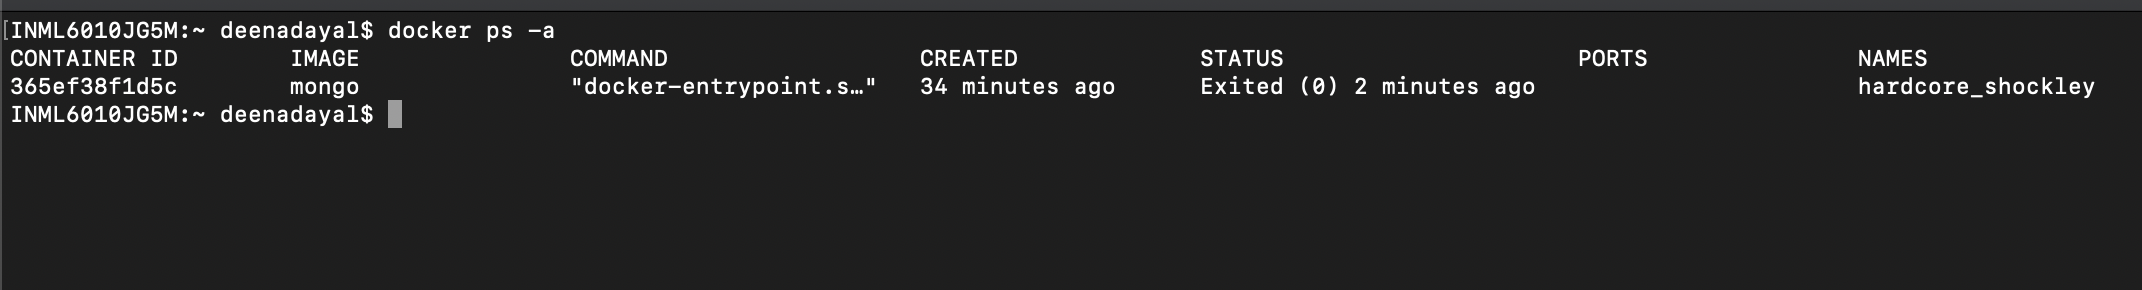 [INML6010JG5M:~ deenadayal$ docker ps -a
CONTAINER ID        IMAGE               COMMAND                  CREATED             STATUS                     PORTS               NAMES
365ef38f1d5c        mongo               "docker-entrypoint.s…"   34 minutes ago      Exited (0) 2 minutes ago                       hardcore_shockley
INML6010JG5M:~ deenadayal$